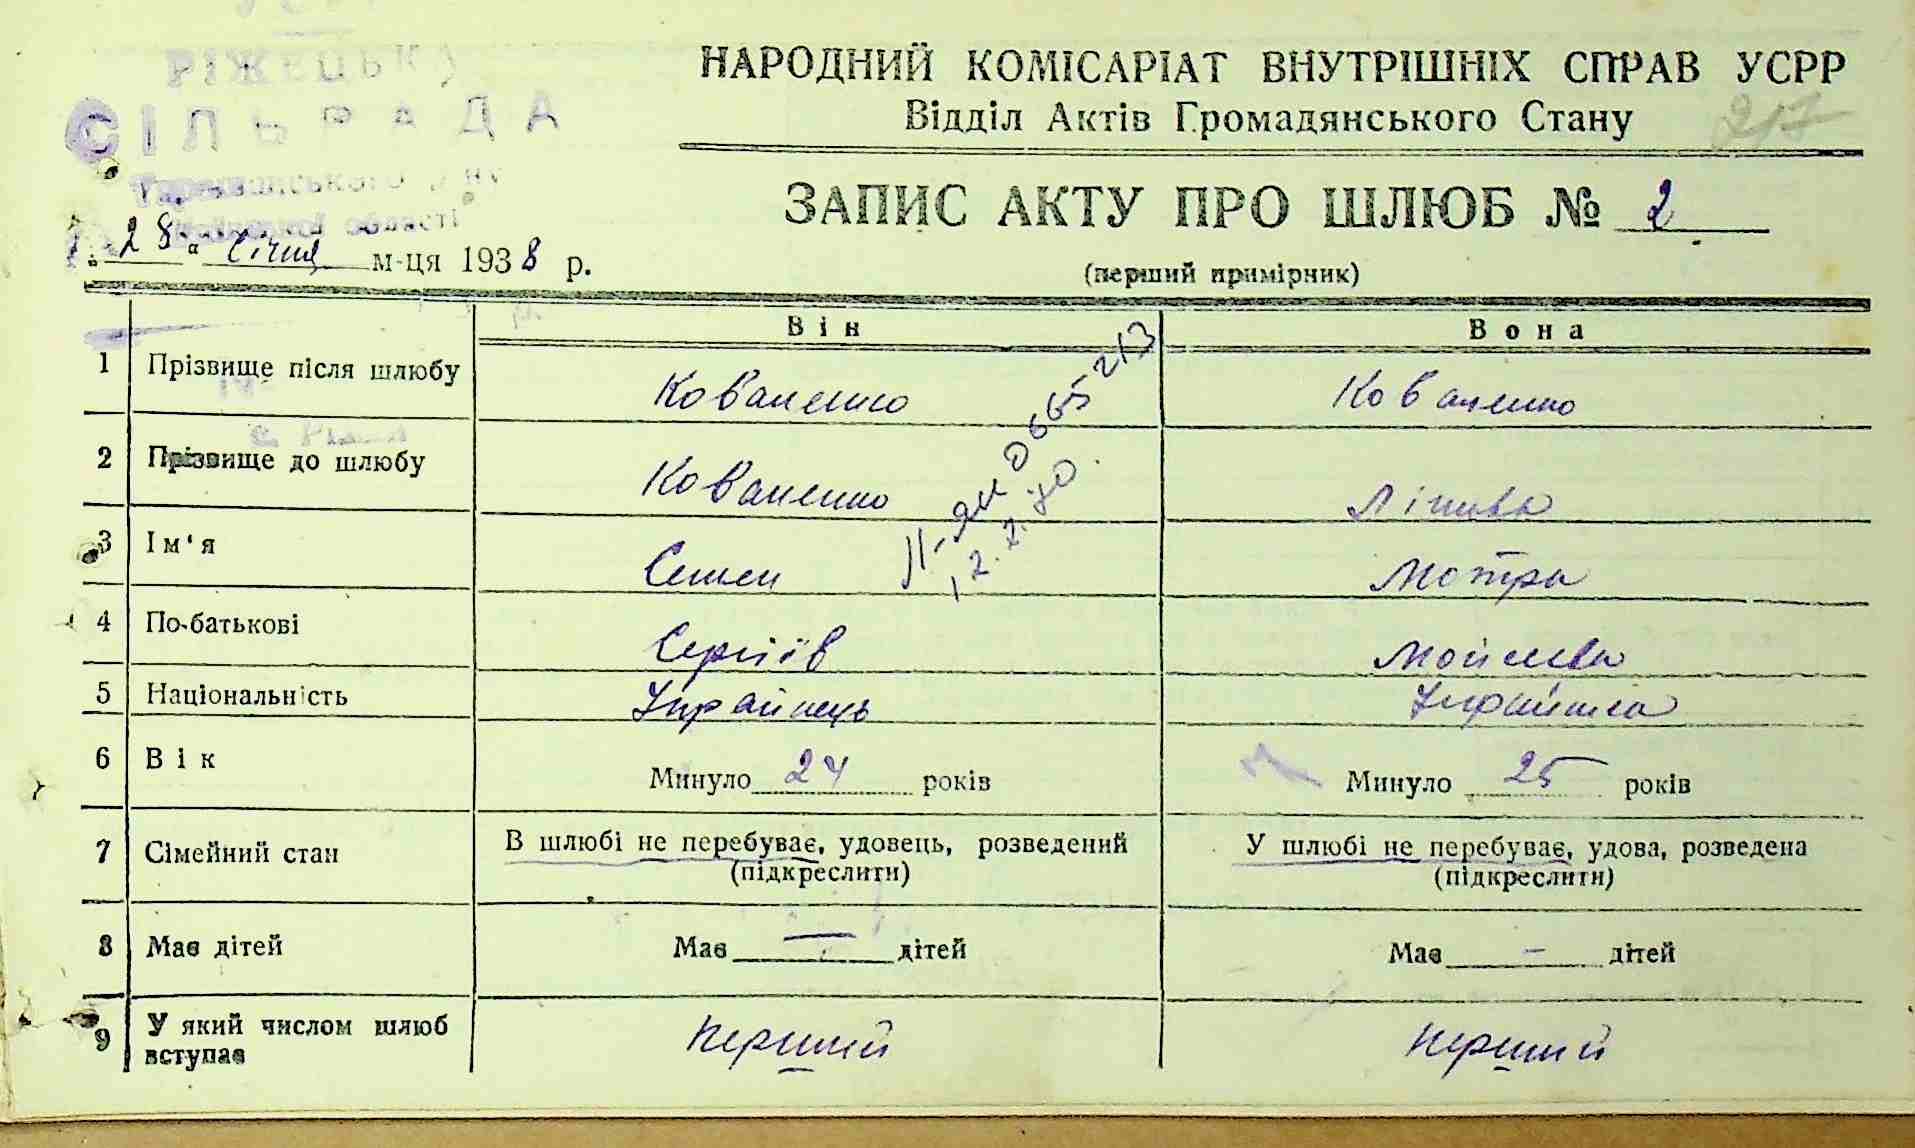 РІЖЕЦЬКА
СІЛЬРАДА
області
НАРОДНИЙ КОМІСАРІАТ ВНУТРІШНІХ СПРАВ УСРР
Відділ Актів Громадянського Стану
217
ЗАПИС АКТУ ПРО ШЛЮБ № 2
(перший примірник)
28 " січня м-ця 1938 р.
Він
Вона
1 Прізвище після шлюбу Коваленко Коваленко
2 Прізвище до шлюбу Коваленко
3 Ім'я Семен Мотря
4 По-батькові Сергіїв Мойсеева
5 Національність Українець Українка
6 Вік Минуло 24 років Минуло 25 років
7 Сімейний стан В шлюбі не перебуває, удовець, розведений У шлюбі не перебуває, удова, розведена
(підкреслити) (підкреслити)
8 Має дітей Має — дітей Має – дітей
9 У який числом шлюб вступає Перший Перший